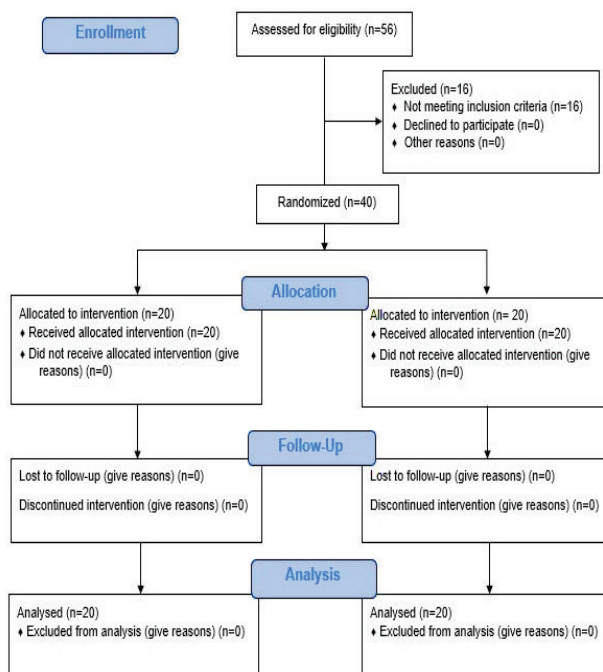 Enrollment
Assessed for eligibility (n=56)
Excluded (n=16)
♦ Not meeting inclusion criteria (n=16)
♦ Declined to participate (n=0)
♦ Other reasons (n=0)
Randomized (n=40)
Allocation
Allocated to intervention (n=20)
♦ Received allocated intervention (n=20)
♦ Did not receive allocated intervention (give
reasons) (n=0)
Allocated to intervention (n= 20)
♦ Received allocated intervention (n=20)
♦ Did not receive allocated intervention (give
reasons) (n=0)
Follow-Up
Lost to follow-up (give reasons) (n=0)
Discontinued intervention (give reasons) (n=0)
Lost to follow-up (give reasons) (n=0)
Discontinued intervention (give reasons) (n=0)
Analysis
Analysed (n=20)
♦ Excluded from analysis (give reasons) (n=0)
Analysed (n=20)
♦ Excluded from analysis (give reasons) (n=0)